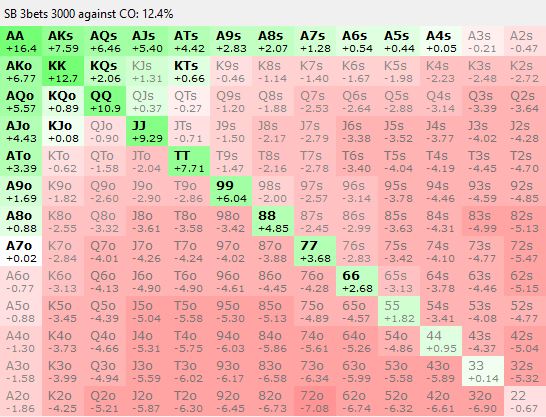 SB 3bets 3000 against CO: 12.4%
AA AKs AQs AJs ATs A9s A8s A7s A6s A5s A4s A3s A2s
+16.4 +7.59 +6.46 +5.40 +4.42 +2.83 +2.07 +1.28 +0.54 +0.44 +0.05 -0.21 -0.47
AKo KK KQs KJs KTs K9s K8s K7s K6s K5s K4s K3s K2s
+6.77 +12.7 +2.06 +1.31 +0.66 -0.46 -1.14 -1.40 -1.67 -1.98 -2.23 -2.48 -2.72
AQo KQo QQ QJs QTs Q9s Q8s Q7s Q6s Q5s Q4s Q3s Q2s
+5.57 +0.89 +10.9 +0.37 -0.27 -1.20 -1.88 -2.53 -2.64 -2.88 -3.14 -3.39 -3.64
AJo KJo QJo JJ JTs J9s J8s J7s J6s J5s J4s J3s J2s
+4.43 +0.08 -0.90 +9.29 -0.71 -1.50 -2.17 -2.79 -3.38 -3.52 -3.77 -4.02 -4.28
ATo KTo QTo JTo TT T9s T8s T7s T6s T5s T4s T3s T2s
+3.39 -0.62 -1.58 -2.04 +7.71 -1.47 -2.16 -2.78 -3.40 -4.04 -4.19 -4.45 -4.70
A9o K9o Q9o J9o T9o 99 98s 97s 96s 95s 94s 93s 92s
+1.69 -1.82 -2.60 -2.90 -2.86 +6.04 -2.00 -2.57 -3.14 -3.78 -4.46 -4.59 -4.85
A8o K8o Q8o J8o T8o 98o 88 87s 86s 85s 84s 83s 82s
+0.88 -2.55 -3.32 -3.61 -3.58 -3.42 +4.85 -2.45 -2.99 -3.63 -4.31 -4.99 -5.13
A7o K7o Q7o J7o T7o 97o 87o 77 76s 75s 74s 73s 72s
+0.02 -2.84 -4.01 -4.26 -4.24 -4.02 -3.88 +3.68 -2.83 -3.42 -4.10 -4.77 -5.47
A6o K6o Q6o J6o T6o 96o 86o 76o 66 65s 64s 63s 62s
-0.77 -3.13 -4.13 -4.90 -4.90 -4.61 -4.45 -4.28 +2.68 -3.13 -3.78 -4.46 -5.15
A5o K5o Q5o J5o T5o 95o 85o 75o 65o 55 54s 53s 52s
-0.88 -3.45 -4.39 -5.04 -5.58 -5.30 -5.13 -4.89 -4.57 +1.82 -3.41 -4.08 -4.77
A4o K4o Q4o J4o T4o 94o 84o 74o 64o 54o 44 43s 42s
-1.30 -3.73 -4.66 -5.31 -5.75 -6.03 -5.86 -5.61 -5.26 -4.86 +0.95 -4.37 -5.04
A3o K3o Q3o J3o T3o 93o 83o 73o 63o 53o 43o 33 32s
-1.58 -3.99 -4.94 -5.59 -6.02 -6.17 -6.58 -6.34 -5.99 -5.58 -5.89 +0.14 -5.32
A2o K2o Q2o J2o T2o 92o 82o 72o 62o 52o 42o 32o 22
-1.86 -4.25 -5.21 -5.87 -6.30 -6.45 -6.73 -7.08 -6.74 -6.32 -6.61 -6.90 -0.67